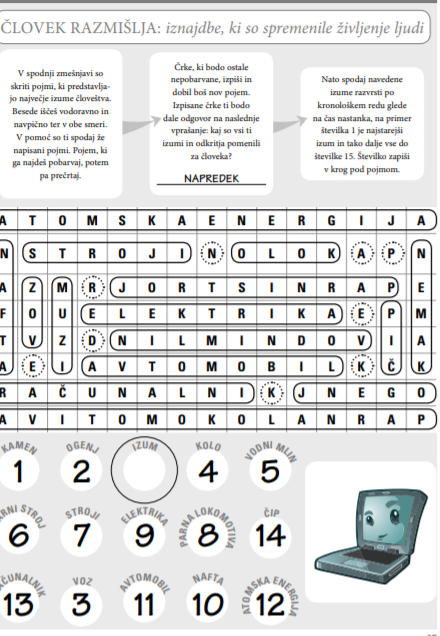 ČLOVEK RAZMIŠLJA: iznajdbe, ki so spremenile življenje ljudi
V spodnji zmešnjavi so
skriti pojmi, ki predstavlja-
jo največje izume človeštva.
Besede iščeš vodoravno in
navpično ter v obe smeri.
V pomoč so ti spodaj že
napisani pojmi. Pojem, ki
ga najdeš pobarvaj, potem
pa prečrtaj.
Črke, ki bodo ostale
nepobarvane, izpiši in
dobil boš nov pojem.
Izpisane črke ti bodo
dale odgovor na naslednje
vprašanje: kaj so vsi ti
izumi in odkritja pomenili
za človeka?
NAPREDEK
Nato spodaj navedene
izume razvrsti po
kronološkem redu glede
na čas nastanka, na primer
številka 1 je najstarejši
izum in tako dalje vse do
številke 15. Številko zapiši
v krog pod pojmom.
A T O M S K A E N E R G I J A
N S T R O J I N O L O K A P N
A Z M R J O R T S I N R A P E
F O U E L E K T R I K A E P M
T V Z D N I L M I N D O V I A
A E I A V T O M O B I L K Č K
R A Č U N A L N I K J N E G O
A V I T O M O K O L A N R A P
KAMEN OGENJ IZUM KOLO VODNI MLIN
1 2 4 5
RNI STROJ STROJI ELEKTRIKA PARNA LOKOMOTIVA ČIP
6 7 9 8 14
AČUNALNIK VOZ AVTOMOBIL NAFTA ATOMSKA ENERGIJA
13 3 11 10 12